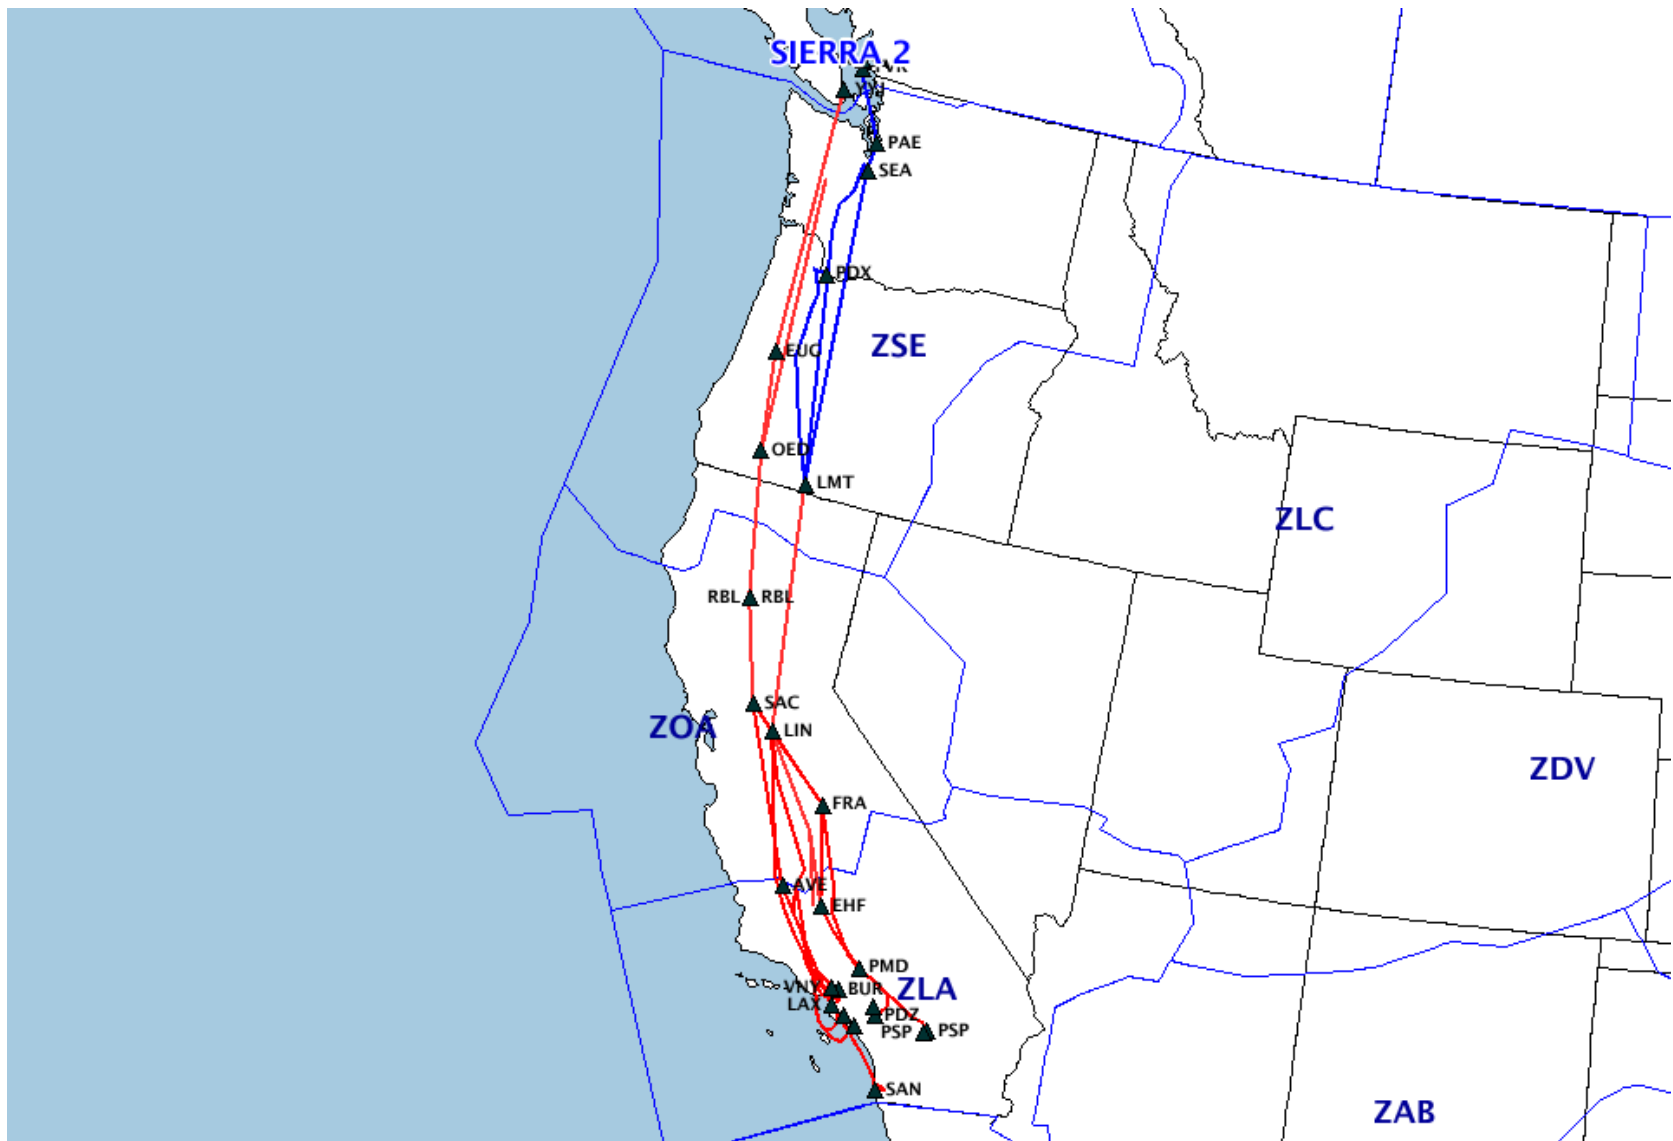 SIERRA 2
PAE
SEA
PDX
ZSE
EUG
OED
LMT
ZLC
RBL RBL
SAC
LIN
ZOA
ZDV
FRA
AVE
EHF
PMD
VNY BUR
ZLA
LAX
PDZ
PSP PSP
SAN
ZAB